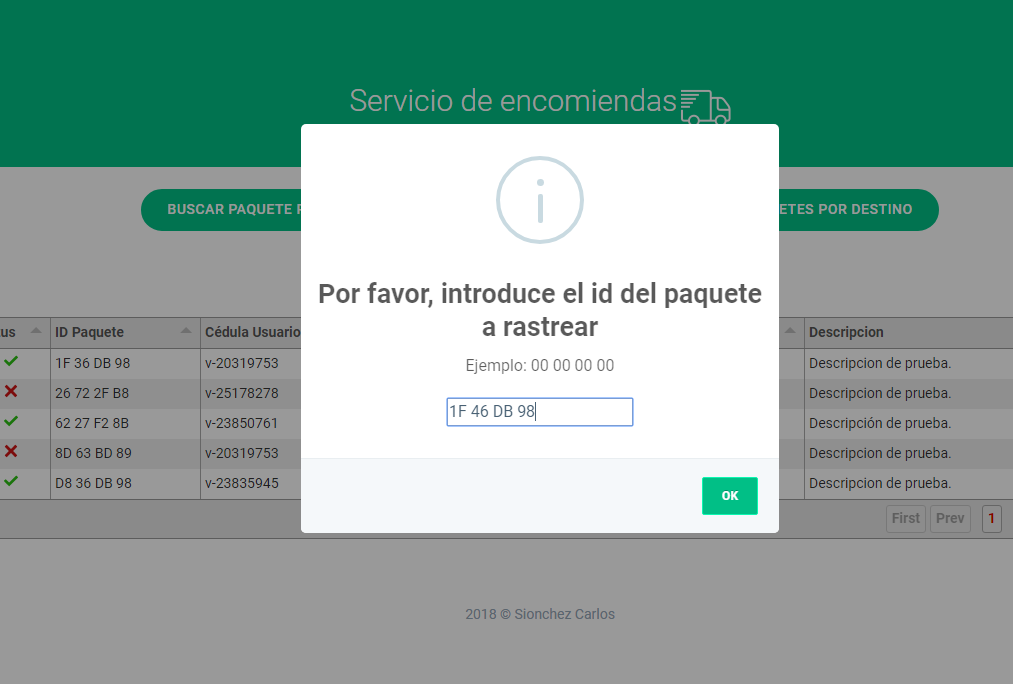 Servicio de encomiendas
BUSCAR PAQUETE
ETES POR DESTINO
Por favor, introduce el id del paquete
a rastrear
Ejemplo: 00 00 00 00
1F 46 DB 98
OK
tus ID Paquete Cédula Usuario Descripcion
1F 36 DB 98 v-20319753 Descripcion de prueba.
26 72 2F B8 v-25178278 Descripcion de prueba.
62 27 F2 8B v-23850761 Descripción de prueba.
8D 63 BD 89 v-20319753 Descripcion de prueba.
D8 36 DB 98 v-23835945 Descripcion de prueba.
First Prev 1
2018 © Sionchez Carlos